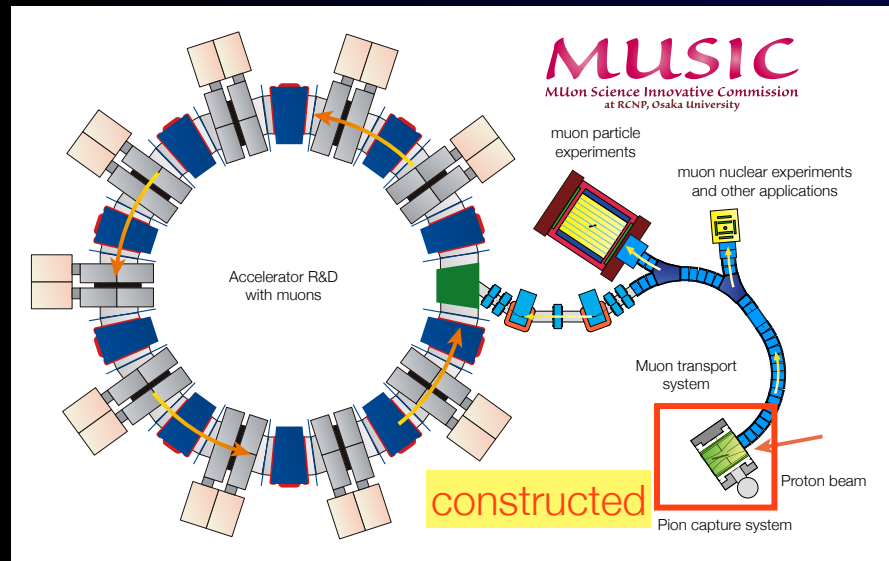 MUSIC
MUon Science Innovative Commission
at RCNP, Osaka University
muon particle
experiments
muon nuclear experiments
and other applications
Accelerator R&D
with muons
Muon transport
system
Proton beam
constructed
Pion capture system